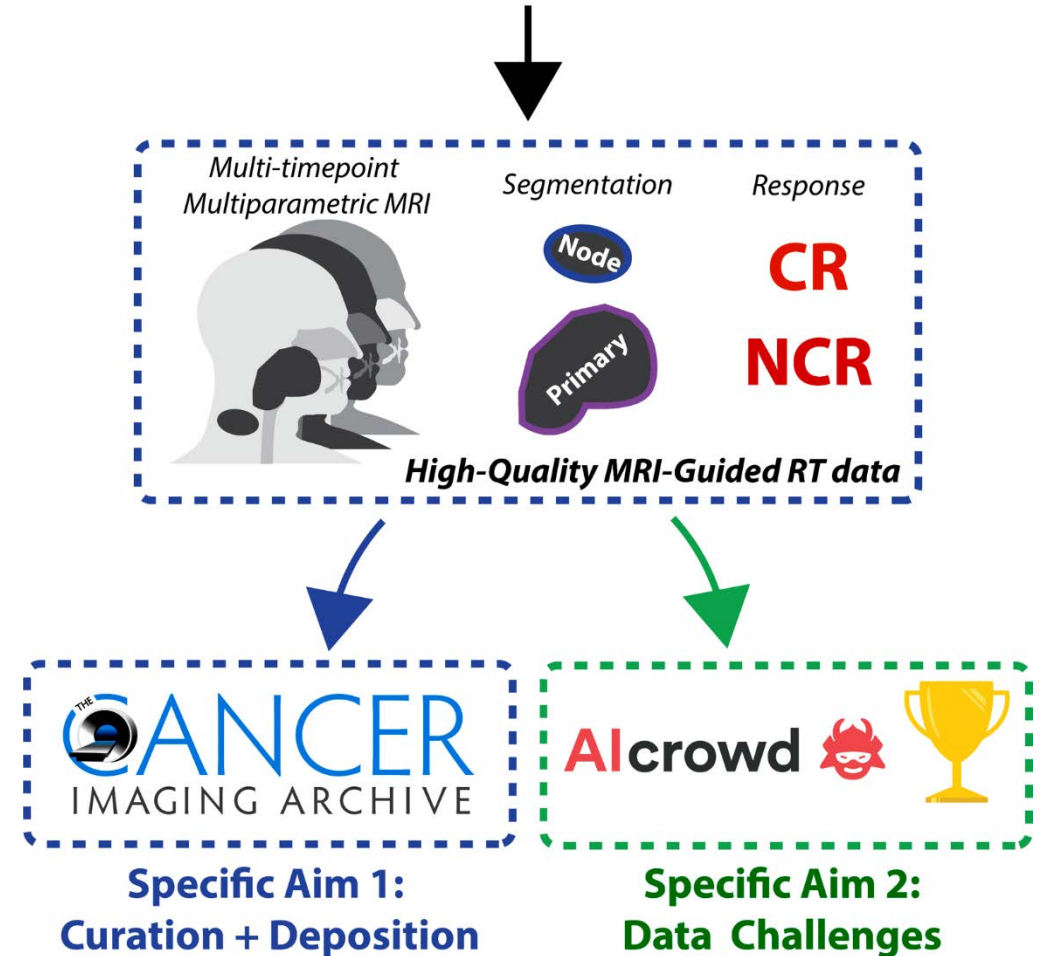 Multi-timepoint
Multiparametric MRI
Segmentation
Response
Node
Primary
CR
NCR
High-Quality MRI-Guided RT data
THE
CANCER
IMAGING ARCHIVE
AIcrowd
Specific Aim 1:
Curation + Deposition
Specific Aim 2:
Data Challenges